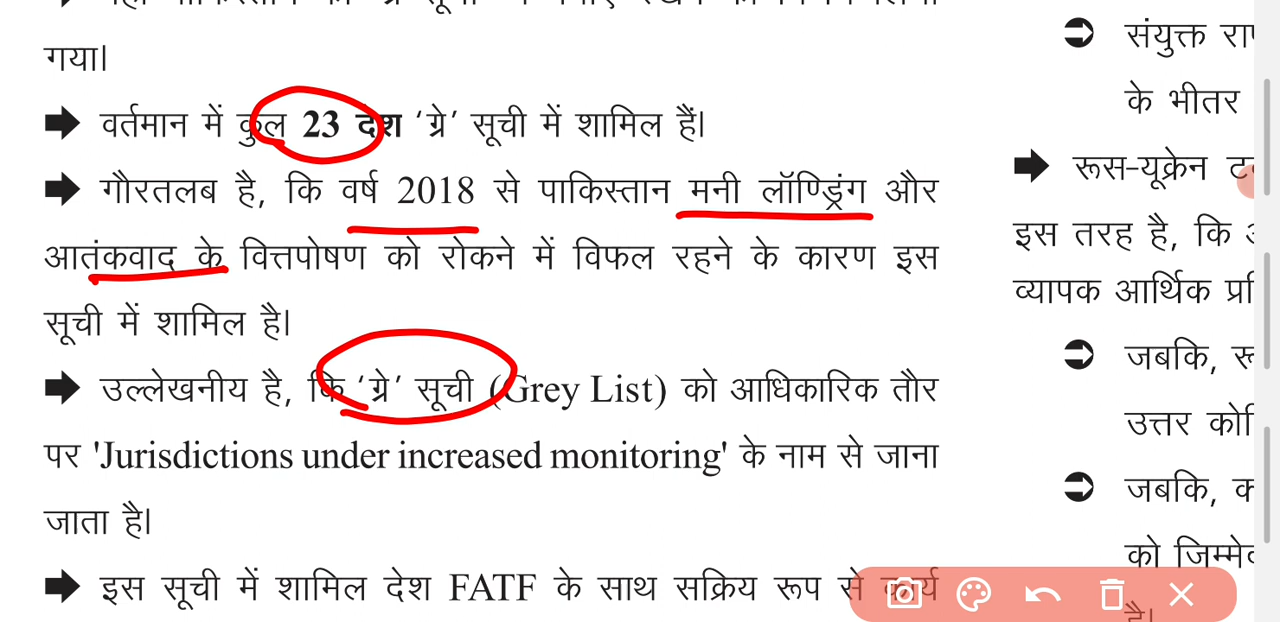 गया।
➡ वर्तमान में कुल 23 देश ‘ग्रे’ सूची में शामिल हैं।
➡ गौरतलब है, कि वर्ष 2018 से पाकिस्तान मनी लॉण्ड्रिंग और
आतंकवाद के वित्तपोषण को रोकने में विफल रहने के कारण इस
सूची में शामिल है।
➡ उल्लेखनीय है, कि ‘ग्रे’ सूची (Grey List) को आधिकारिक तौर
पर 'Jurisdictions under increased monitoring' के नाम से जाना
जाता है।
➡ इस सूची में शामिल देश FATF के साथ सक्रिय रूप से कार्य
➲ संयुक्त
के भीतर
➡ रूस-यूक्रेन
इस तरह है, कि
व्यापक आर्थिक
➲ जबकि,
उत्तर
➲ जबकि,
को
है।